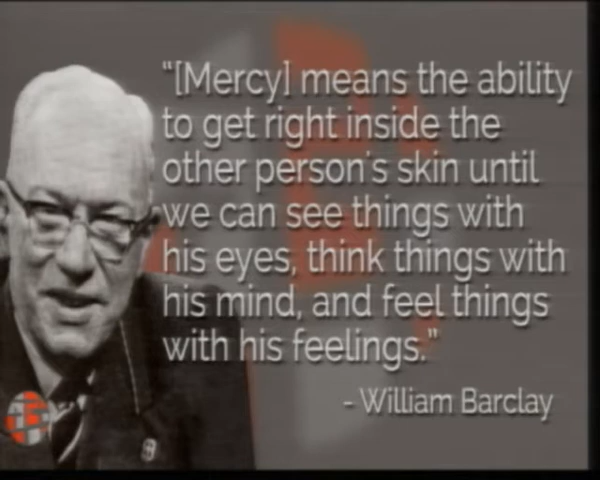 “[Mercy] means the ability
to get right inside the
other person's skin until
we can see things with
his eyes, think things with
his mind, and feel things
with his feelings.”
- William Barclay